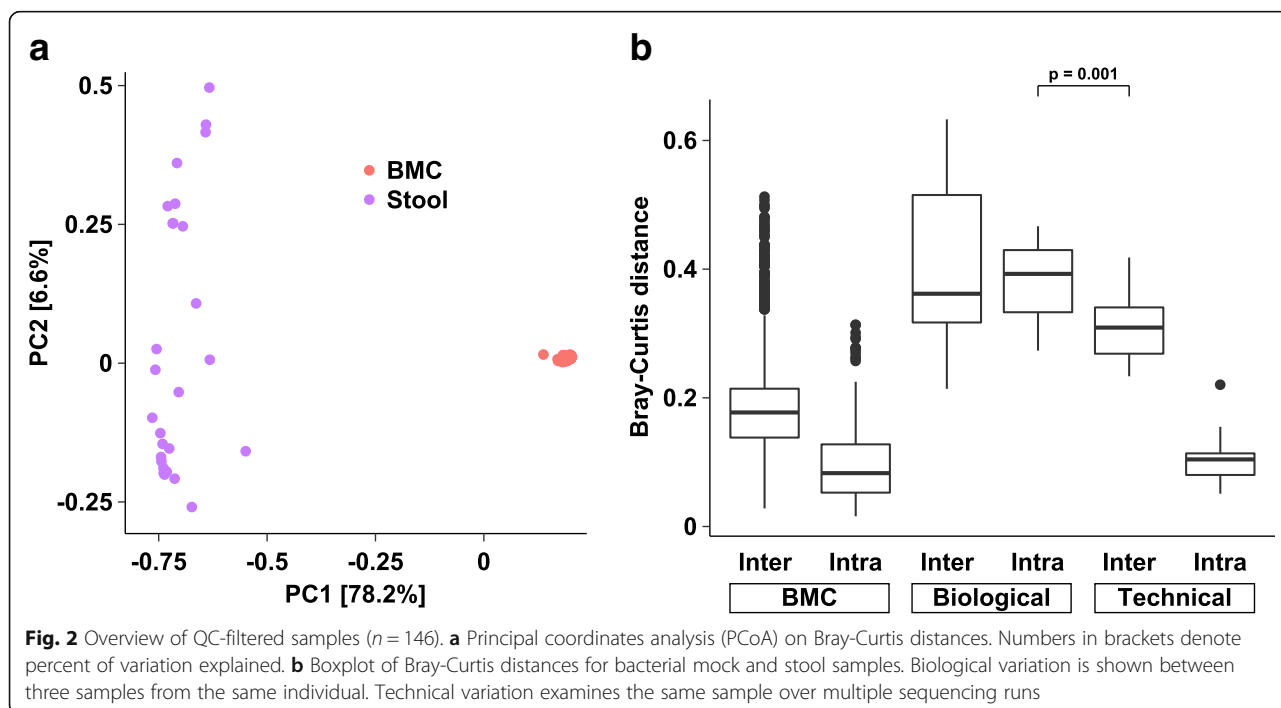 a
0.5
0.25
0
-0.25
PC2 [6.6%]
BMC
Stool
-0.75
-0.5
-0.25
0
PC1 [78.2%]
b
p = 0.001
0.6
0.4
0.2
0
Bray-Curtis distance
Inter Intra Inter Intra Inter Intra
BMC Biological Technical
Fig. 2 Overview of QC-filtered samples (n = 146). a Principal coordinates analysis (PCoA) on Bray-Curtis distances. Numbers in brackets denote
percent of variation explained. b Boxplot of Bray-Curtis distances for bacterial mock and stool samples. Biological variation is shown between
three samples from the same individual. Technical variation examines the same sample over multiple sequencing runs